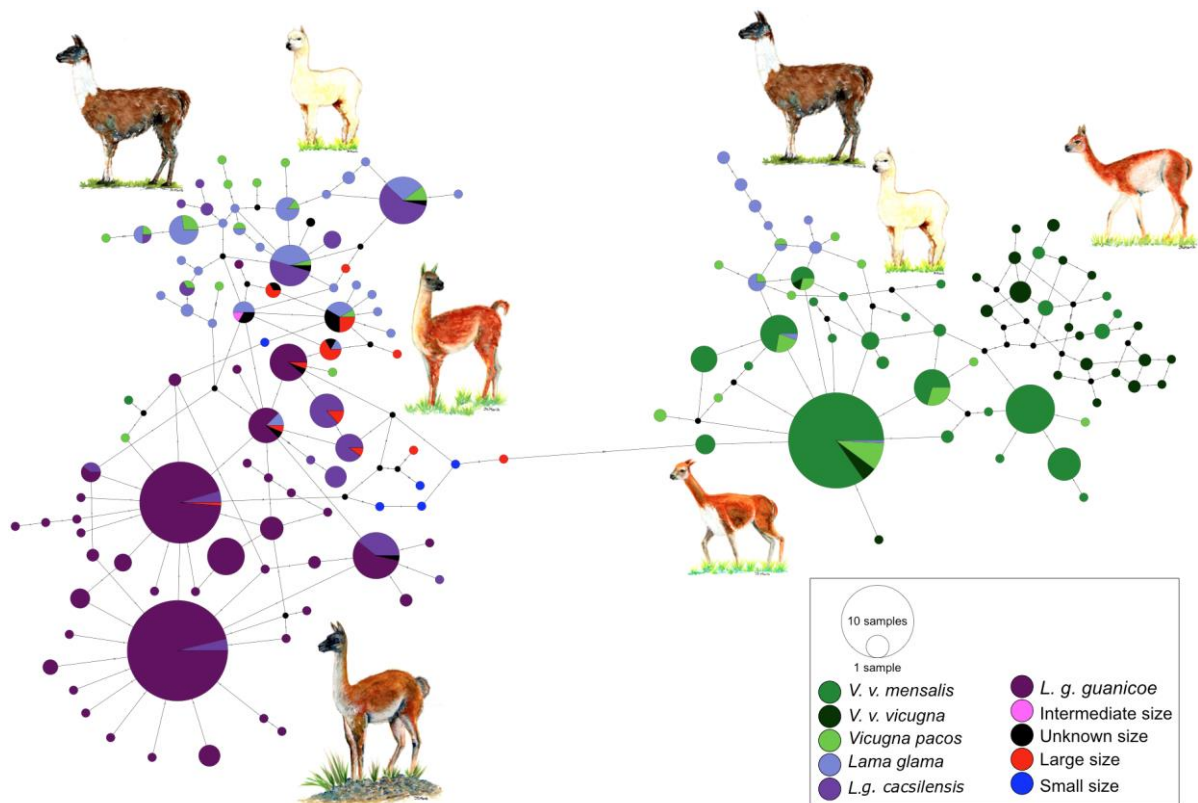 10 samples
1 sample
V. v. mensalis
V. v. vicugna
Vicugna pacos
Lama glama
L.g. cacsilensis
L. g. guanicoe
Intermediate size
Unknown size
Large size
Small size